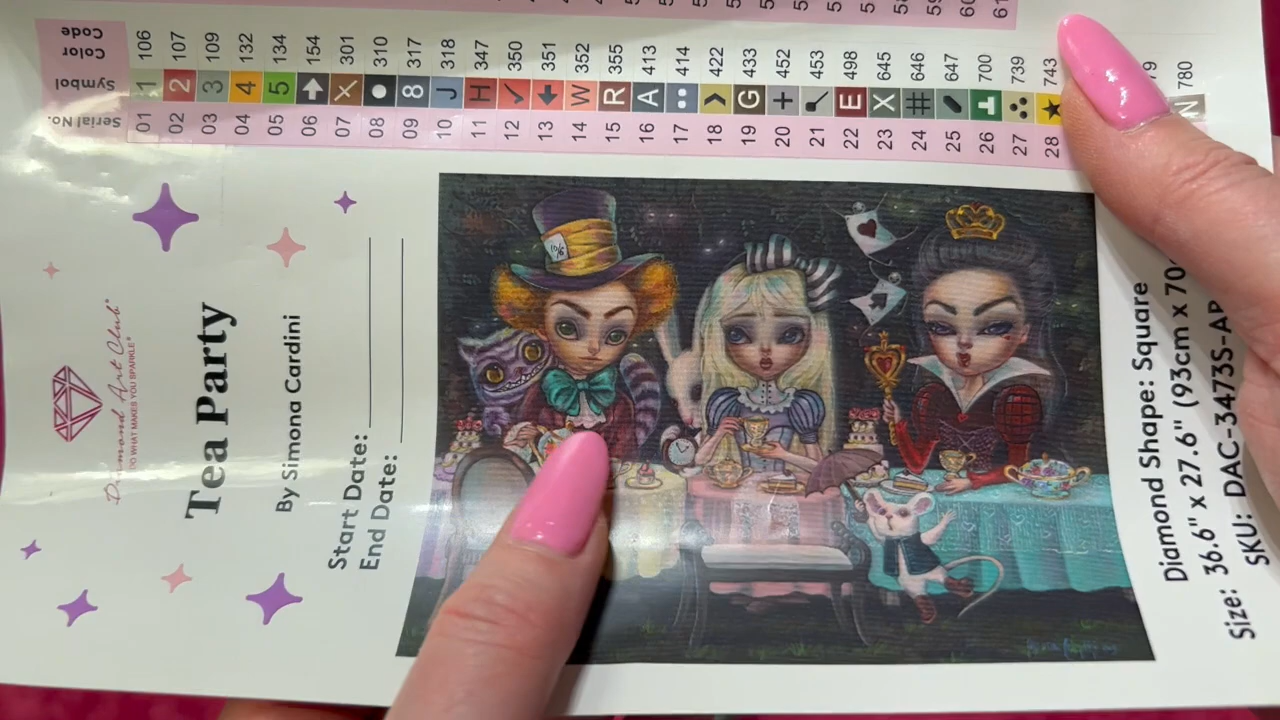 Diamond Art Club®
DO WHAT MAKES YOU SPARKLE®
Tea Party
By Simona Cardini
Start Date:
End Date:
Diamond Shape: Square
Size: 36.6" x 27.6" (93cm x 70
SKU: DAC-3473S-AP
Serial No. Symbol Color Code
01 1 106
02 2 107
03 3 109
04 4 132
05 5 134
06 154
07 X 301
08 ● 310
09 8 317
10 J 318
11 H 347
12 ✓ 350
13 351
14 W 352
15 R 355
16 A 413
17 414
18 422
19 G 433
20 + 452
21 453
22 E 498
23 X 645
24 # 646
25 647
26 700
27 739
28 ★ 743
N 780
60
61